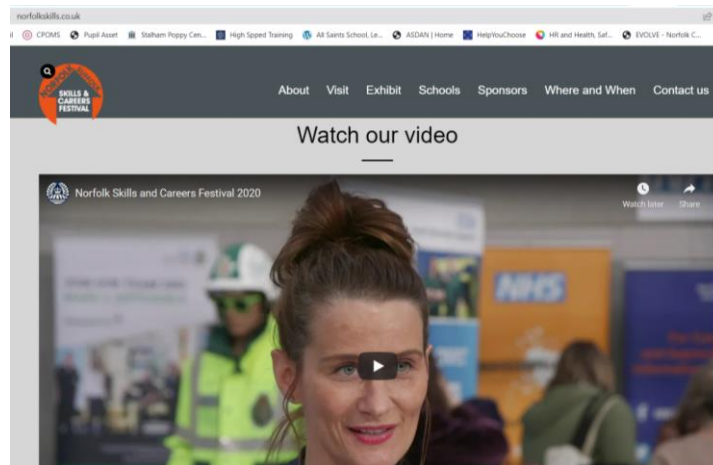 norfolkskills.co.uk
CPOMS Pupil Asset Stalham Poppy Cen... High Spped Training All Saints School, Le... ASDAN | Home HelpYouChoose HR and Health, Saf... EVOLVE - Norfolk C...
NORFOLK
SKILLS &
CAREERS
FESTIVAL
About Visit Exhibit Schools Sponsors Where and When Contact us
Watch our video
Norfolk Skills and Careers Festival 2020
Watch later Share
NHS